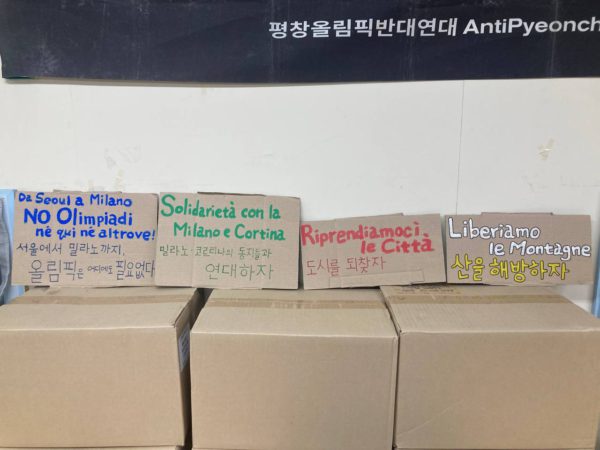 평창올림픽반대연대 AntiPyeonch
Da Seoul a Milano
NO Olimpiadi
nè qui nè altrove!
서울에서 밀라노까지,
올림픽은 어디에도 필요없다
Solidarietà con la
Milano e Cortina
밀라노·코르티나의 동지들과
연대하자
Riprendiamoci
le Città
도시를 되찾자
Liberiamo
le Montagne
산을 해방하자